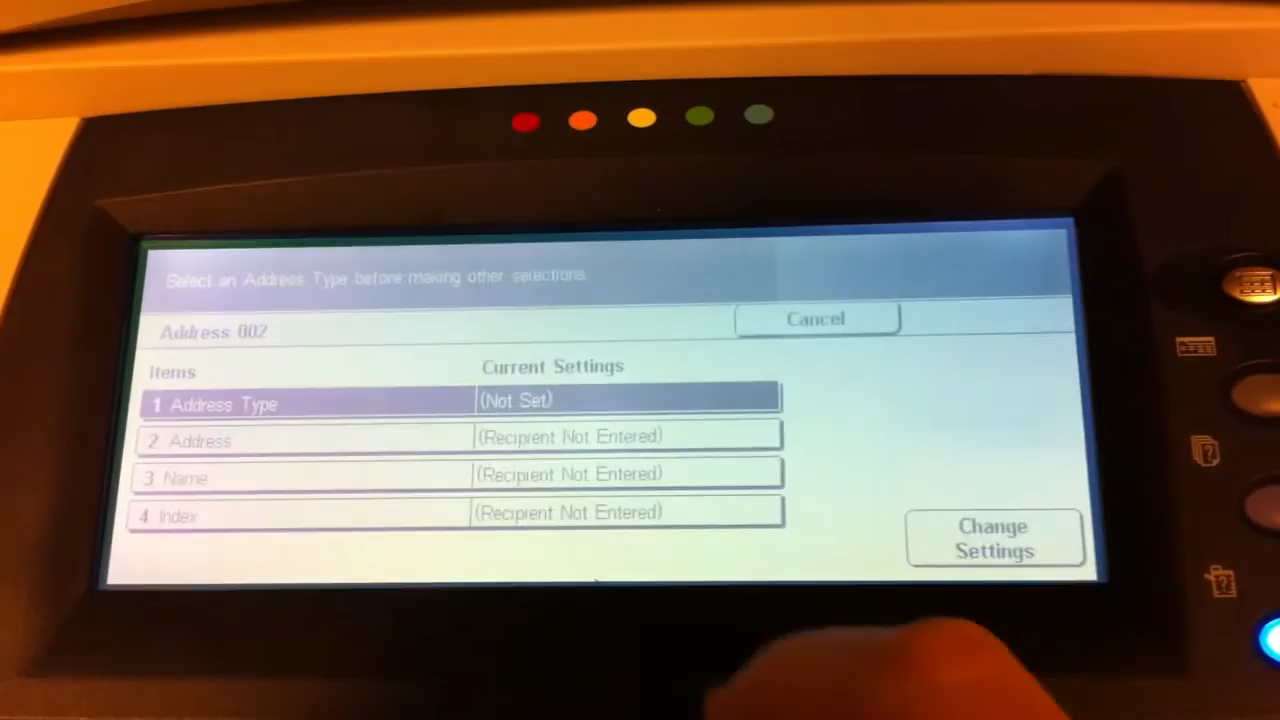 Select an Address Type before making other selections.
Address 002
Cancel
Items Current Settings
1 Address Type (Not Set)
2 Address (Recipient Not Entered)
3 Name (Recipient Not Entered)
4 Index (Recipient Not Entered)
Change
Settings